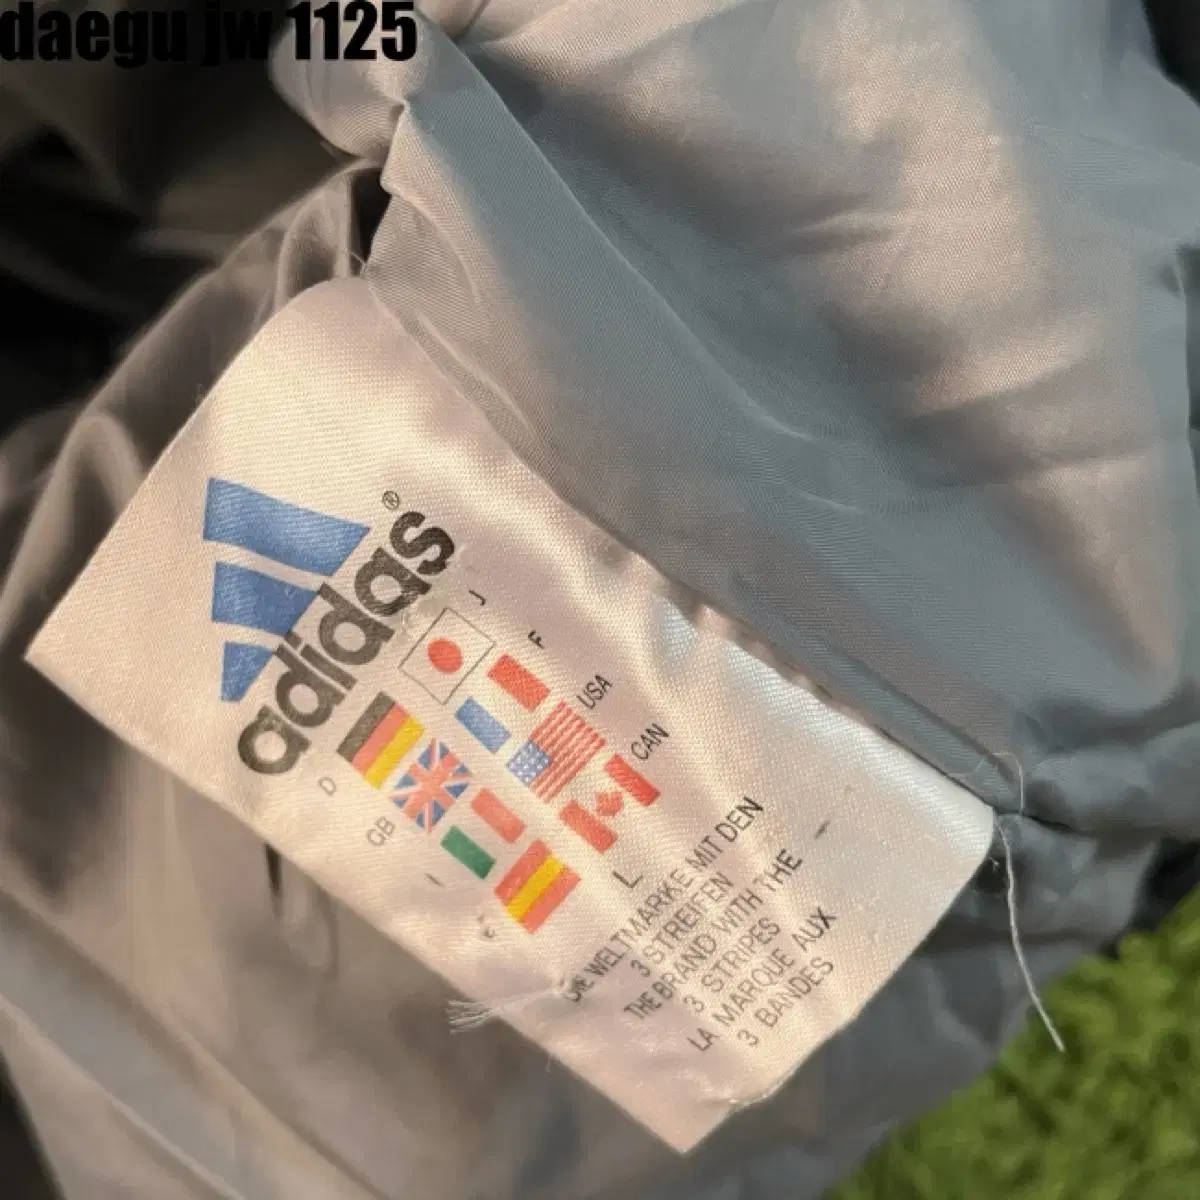 daegu jw 1125
adidas®
J
F
USA
CAN
D
GB
I
E
L
DIE WELTMARKE MIT DEN
3 STREIFEN
THE BRAND WITH THE
3 STRIPES
LA MARQUE AUX
3 BANDES